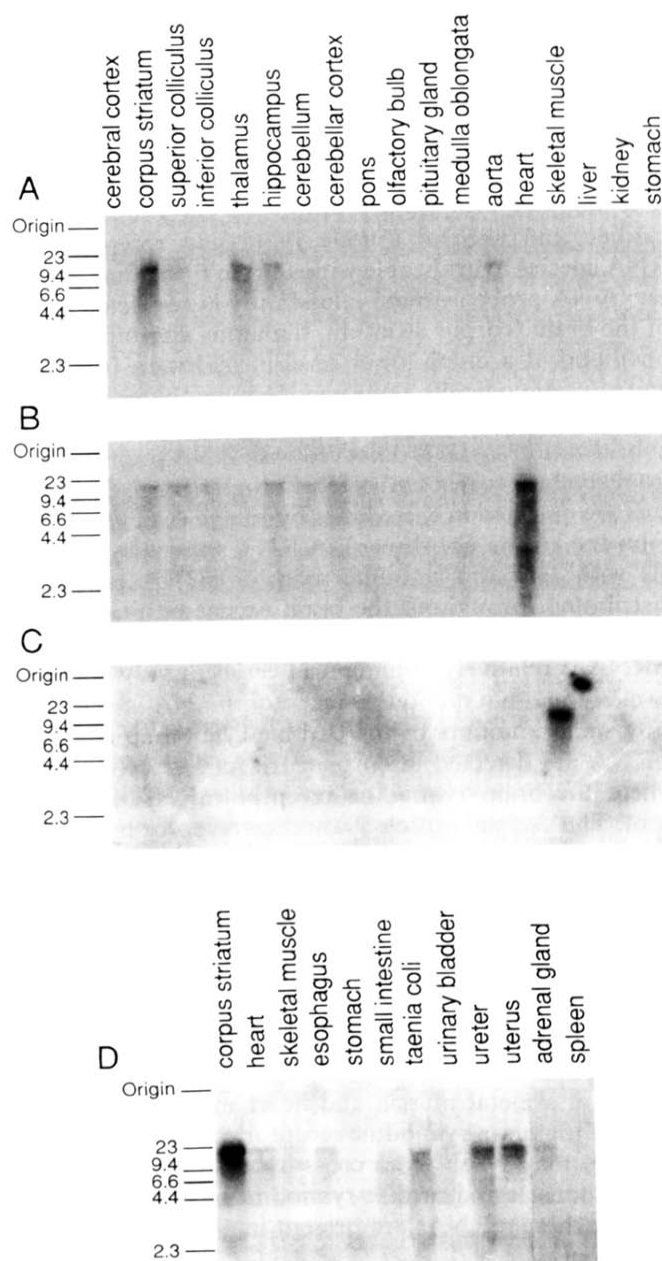 cerebral cortex
corpus striatum
superior colliculus
inferior colliculus
thalamus
hippocampus
cerebellum
cerebellar cortex
pons
olfactory bulb
pituitary gland
medulla oblongata
aorta
heart
skeletal muscle
liver
kidney
stomach
A
Origin
23
9.4
6.6
4.4
2.3
B
Origin
23
9.4
6.6
4.4
2.3
C
Origin
23
9.4
6.6
4.4
2.3
corpus striatum
heart
skeletal muscle
esophagus
stomach
small intestine
taenia coli
urinary bladder
ureter
uterus
adrenal gland
spleen
D
Origin
23
9.4
6.6
4.4
2.3